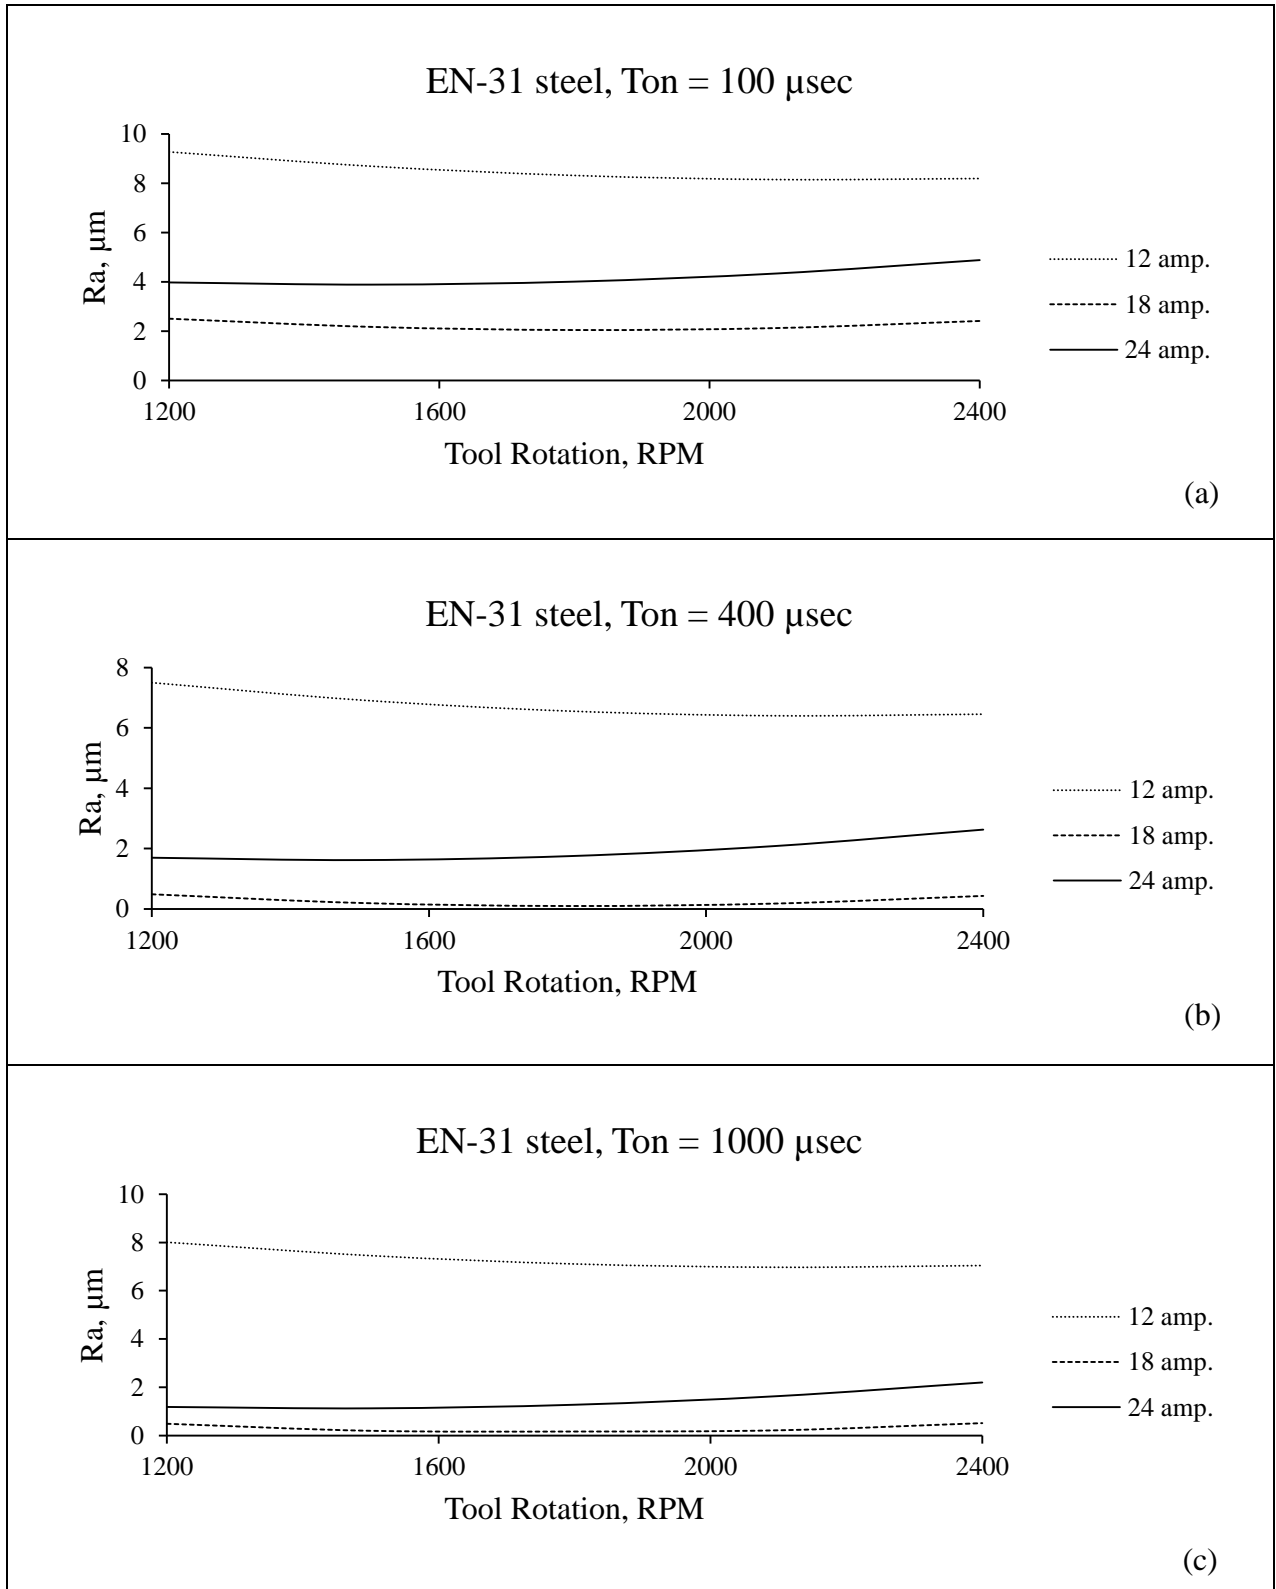 EN-31 steel, Ton = 100 μsec
10
8
6
4
2
0
Ra, μm
1200 1600 2000 2400
Tool Rotation, RPM
12 amp.
18 amp.
24 amp.
(a)
EN-31 steel, Ton = 400 μsec
8
6
4
2
0
Ra, μm
1200 1600 2000 2400
Tool Rotation, RPM
12 amp.
18 amp.
24 amp.
(b)
EN-31 steel, Ton = 1000 μsec
10
8
6
4
2
0
Ra, μm
1200 1600 2000 2400
Tool Rotation, RPM
12 amp.
18 amp.
24 amp.
(c)